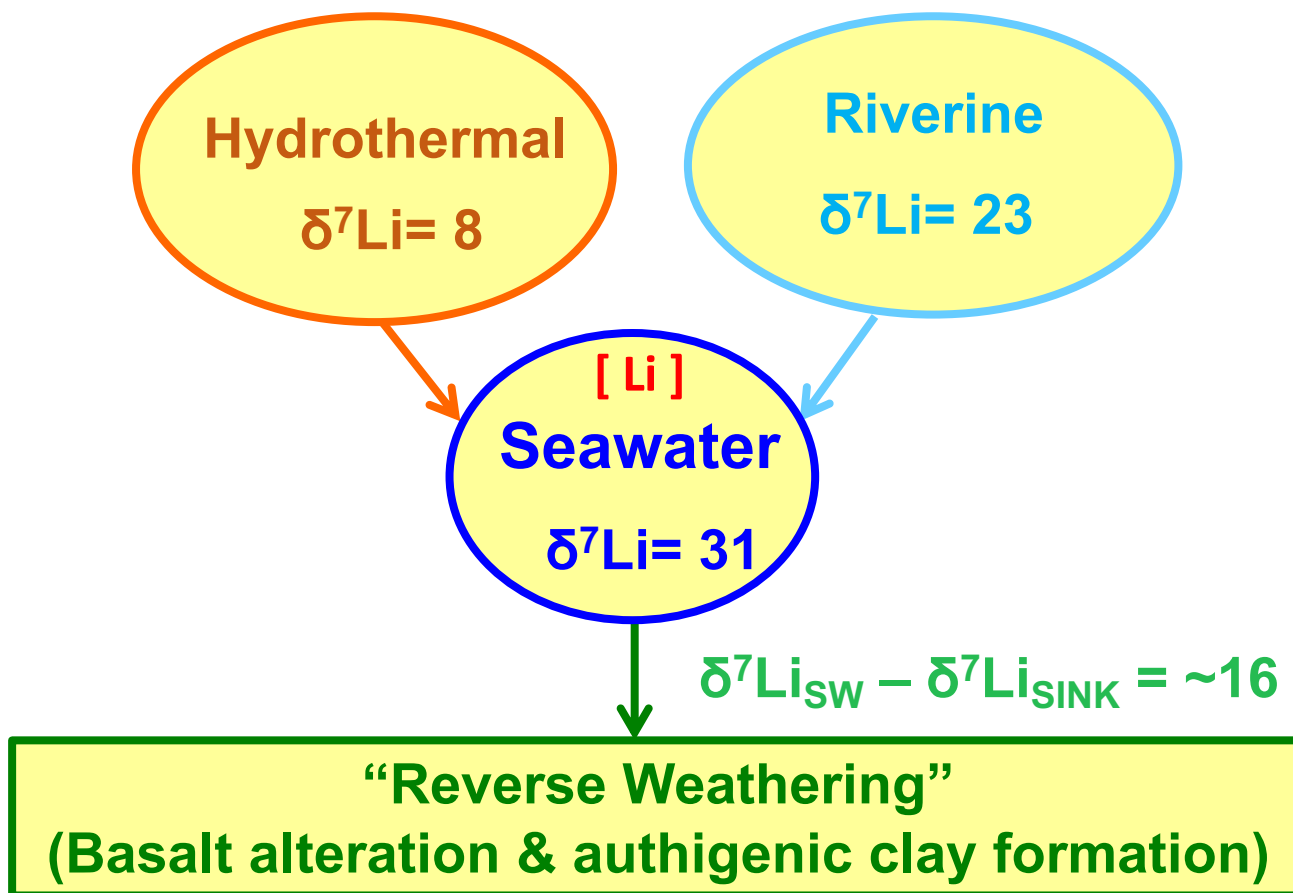 Hydrothermal
δ⁷Li= 8
Riverine
δ⁷Li= 23
[ Li ]
Seawater
δ⁷Li= 31
δ⁷Li_SW – δ⁷Li_SINK = ~16
“Reverse Weathering”
(Basalt alteration & authigenic clay formation)